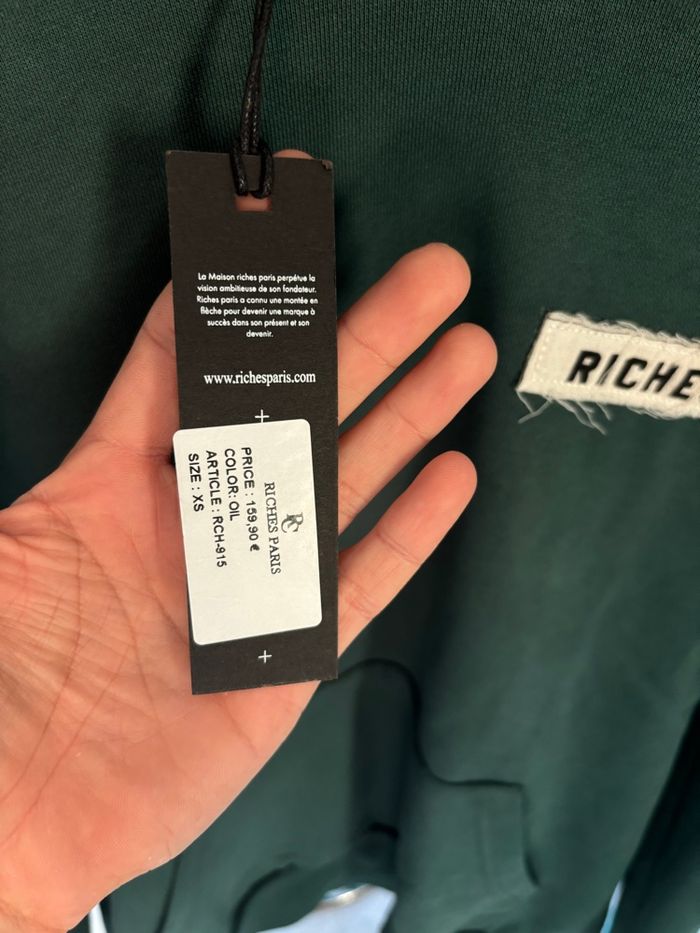 La Maison riches paris perpétue la
vision ambitieuse de son fondateur.
Riches paris a connu une montée en
flèche pour devenir une marque à
succès dans son présent et son
devenir.
www.richesparis.com
RICHES PARIS
PRICE : 159,90 €
COLOR: OIL
ARTICLE : RCH-915
SIZE : XS
RICHE